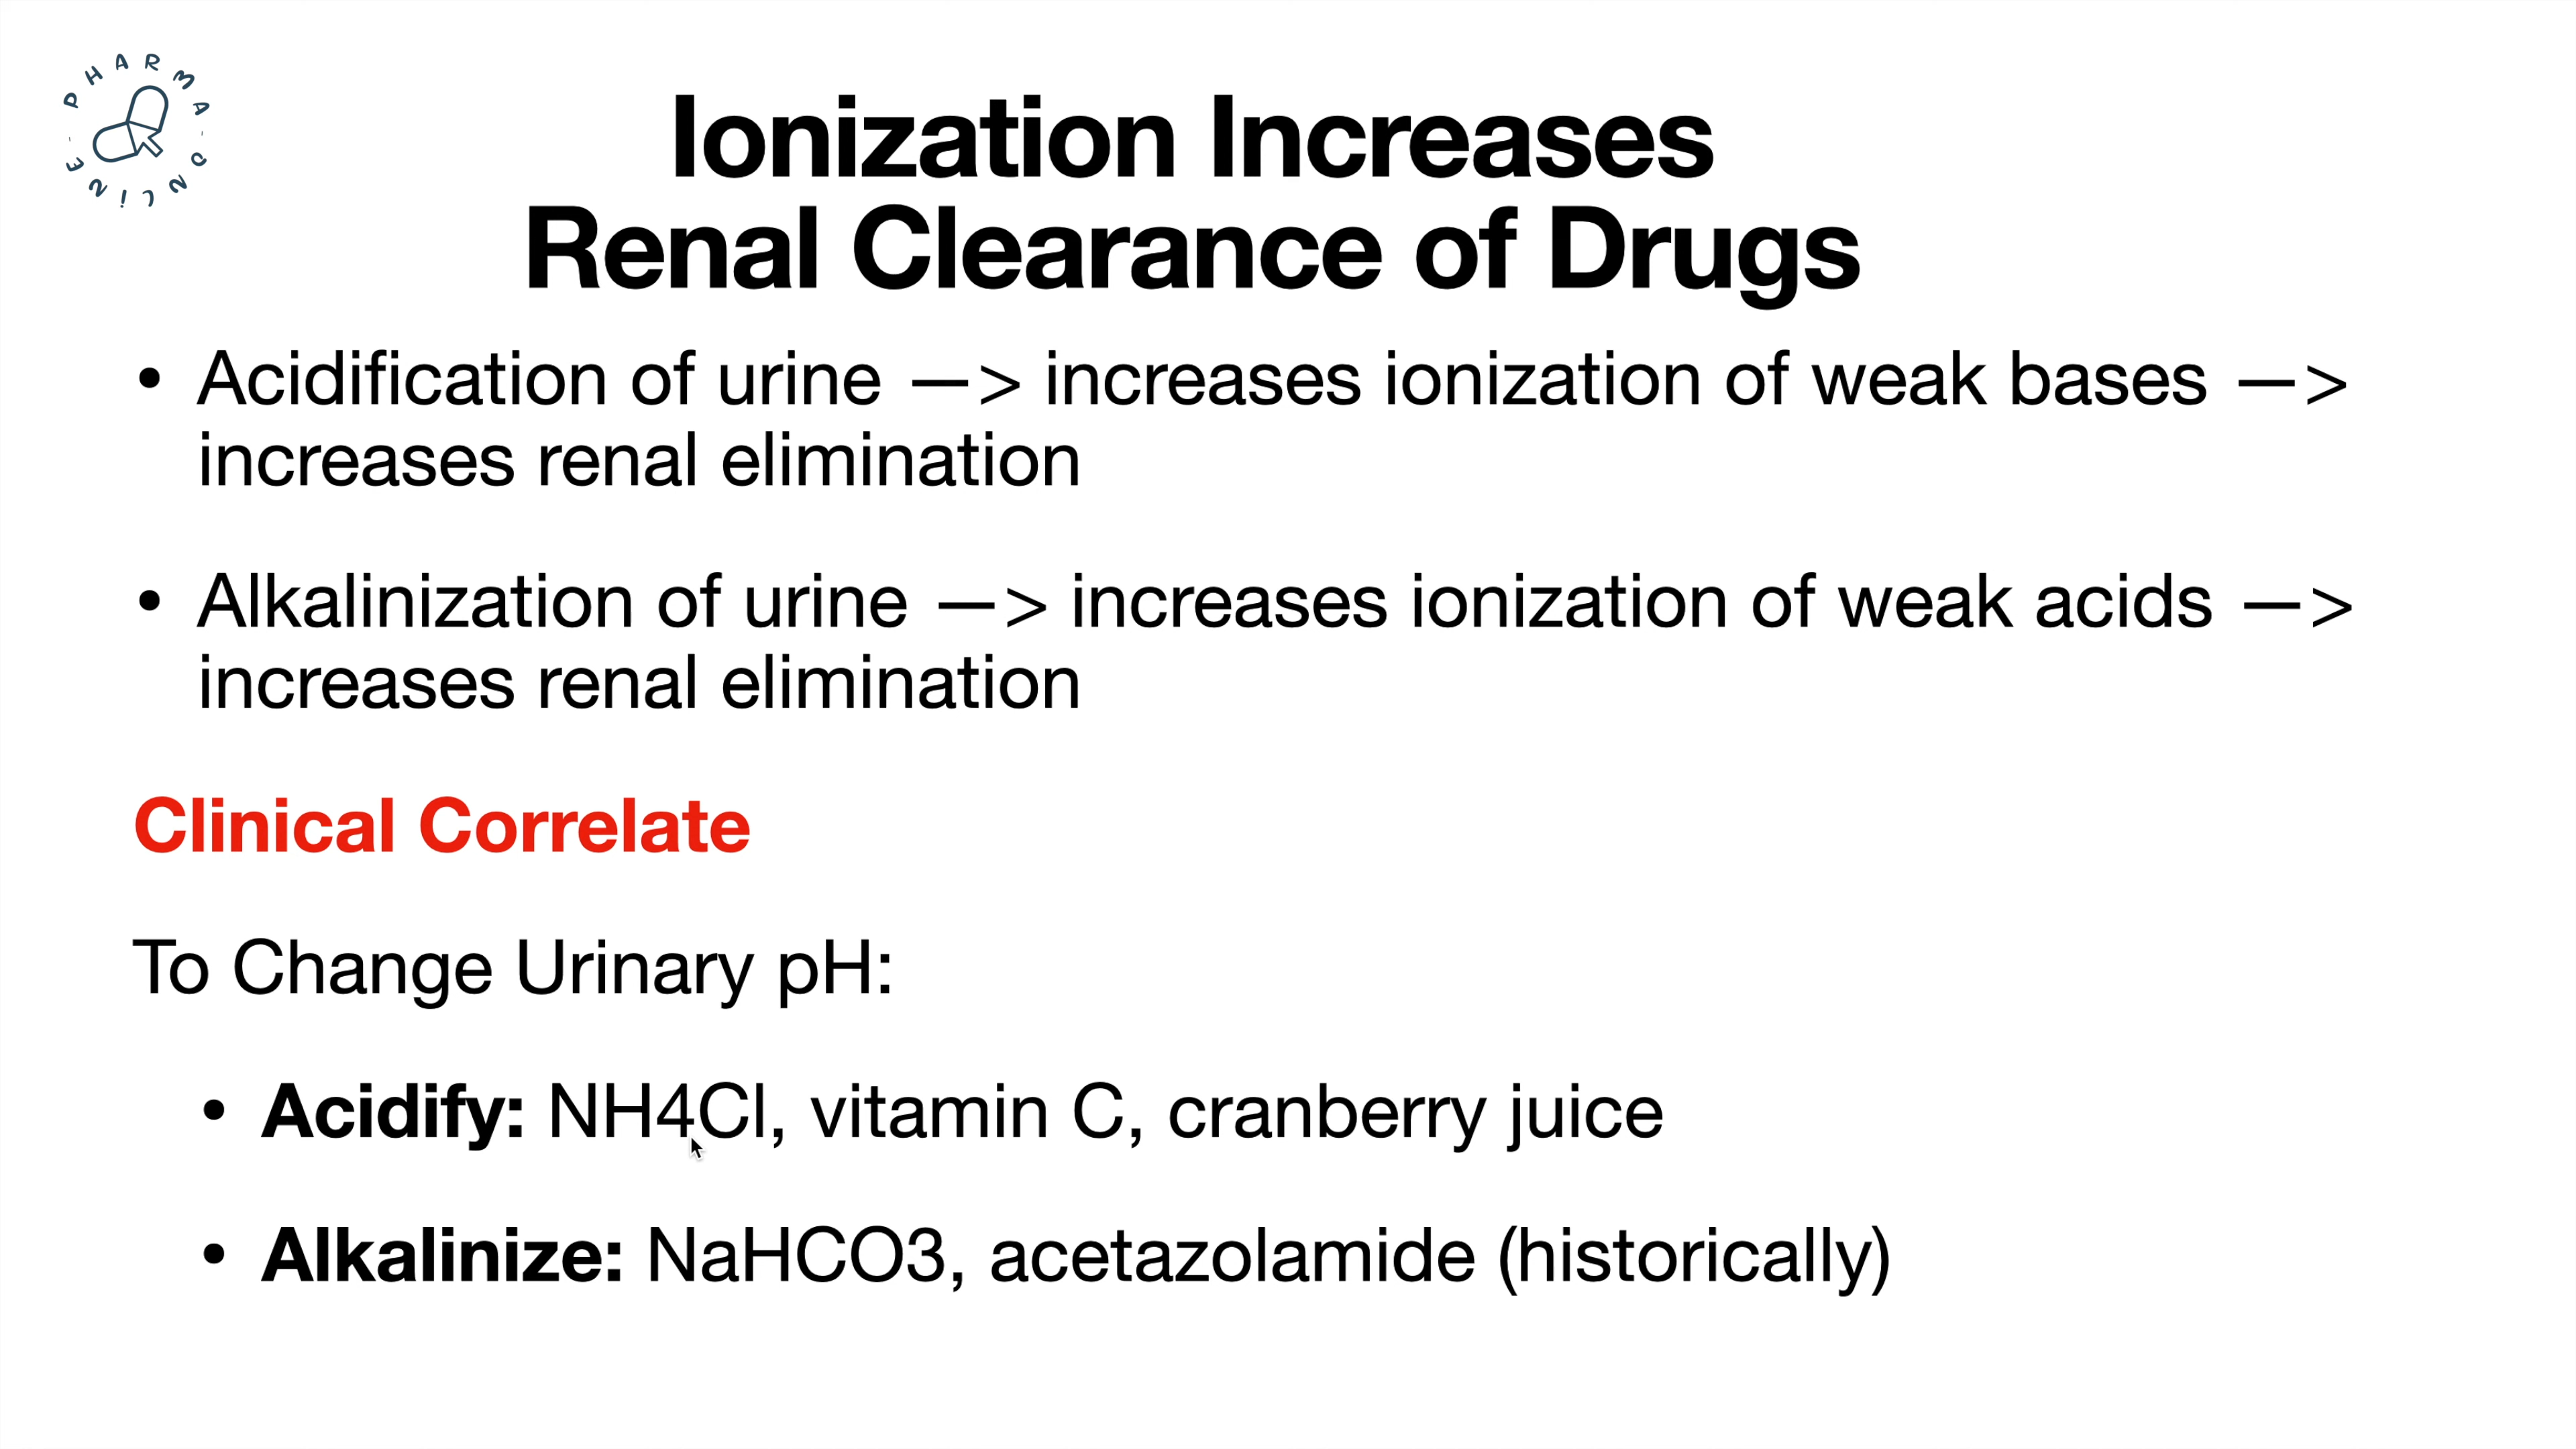 PHARMA-ONLINE-
Ionization Increases
Renal Clearance of Drugs
• Acidification of urine —> increases ionization of weak bases —>
increases renal elimination
• Alkalinization of urine —> increases ionization of weak acids —>
increases renal elimination
Clinical Correlate
To Change Urinary pH:
• Acidify: NH4Cl, vitamin C, cranberry juice
• Alkalinize: NaHCO3, acetazolamide (historically)